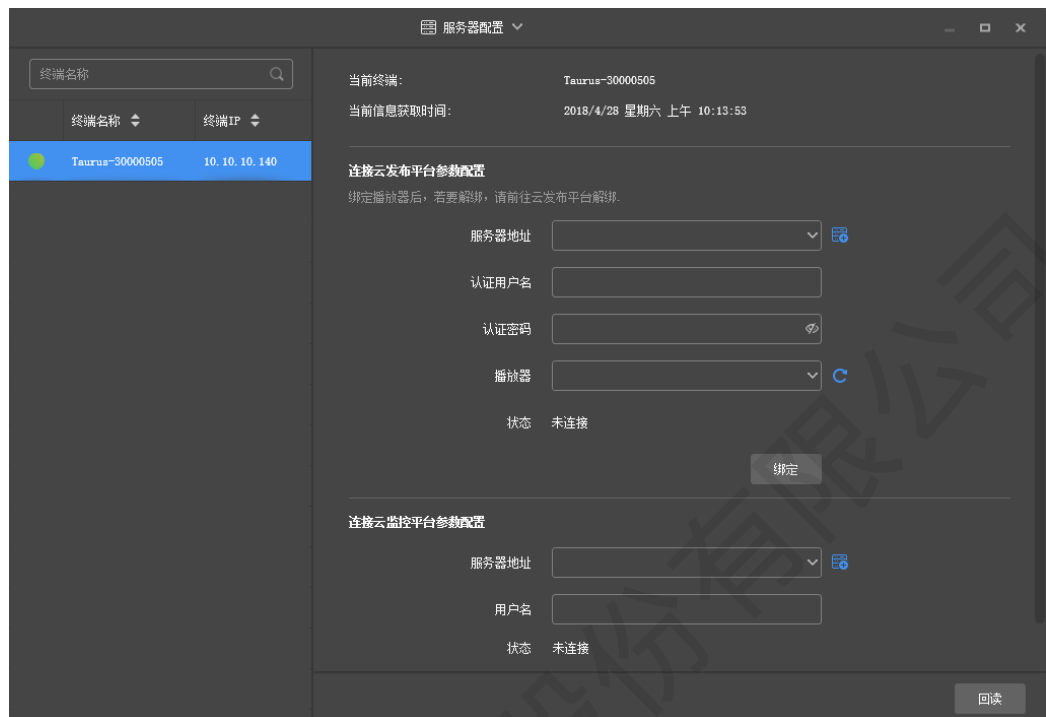 服务器配置
终端名称
终端名称 终端IP
Taurus-30000505 10.10.10.140
当前终端: Taurus-30000505
当前信息获取时间: 2018/4/28 星期六 上午 10:13:53
连接云发布平台参数配置
绑定播放器后，若要解绑，请前往云发布平台解绑.
服务器地址
认证用户名
认证密码
播放器
状态 未连接
绑定
连接云监控平台参数配置
服务器地址
用户名
状态 未连接
回读
股份有限公司